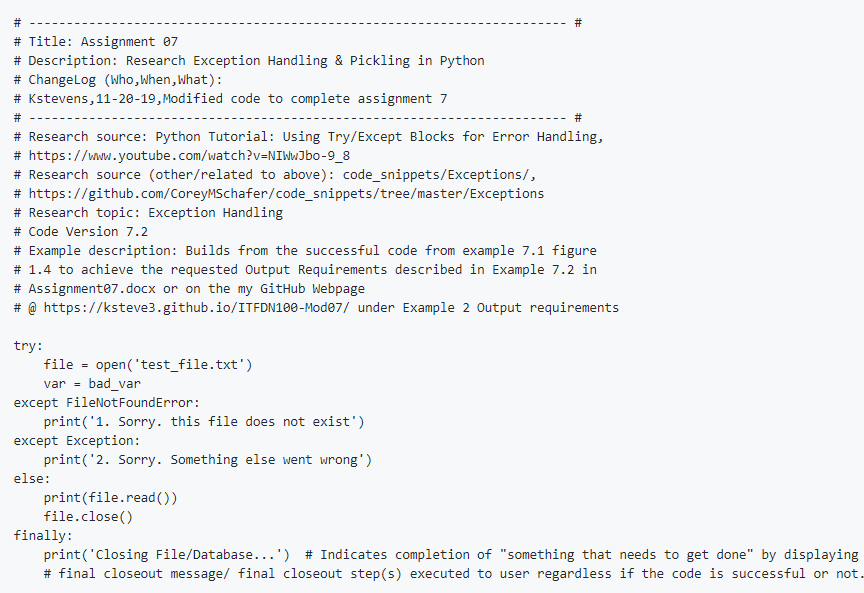 # ------------------------------------------------------------------------ #
# Title: Assignment 07
# Description: Research Exception Handling & Pickling in Python
# ChangeLog (Who,When,What):
# Kstevens,11-20-19,Modified code to complete assignment 7
# ------------------------------------------------------------------------ #
# Research source: Python Tutorial: Using Try/Except Blocks for Error Handling,
# https://www.youtube.com/watch?v=NIWwJbo-9_8
# Research source (other/related to above): code_snippets/Exceptions/,
# https://github.com/CoreyMSchafer/code_snippets/tree/master/Exceptions
# Research topic: Exception Handling
# Code Version 7.2
# Example description: Builds from the successful code from example 7.1 figure
# 1.4 to achieve the requested Output Requirements described in Example 7.2 in
# Assignment07.docx or on the my GitHub Webpage
# @ https://ksteve3.github.io/ITFDN100-Mod07/ under Example 2 Output requirements
try:
    file = open('test_file.txt')
    var = bad_var
except FileNotFoundError:
    print('1. Sorry. this file does not exist')
except Exception:
    print('2. Sorry. Something else went wrong')
else:
    print(file.read())
    file.close()
finally:
    print('Closing File/Database...')  # Indicates completion of "something that needs to get done" by displaying
    # final closeout message/ final closeout step(s) executed to user regardless if the code is successful or not.